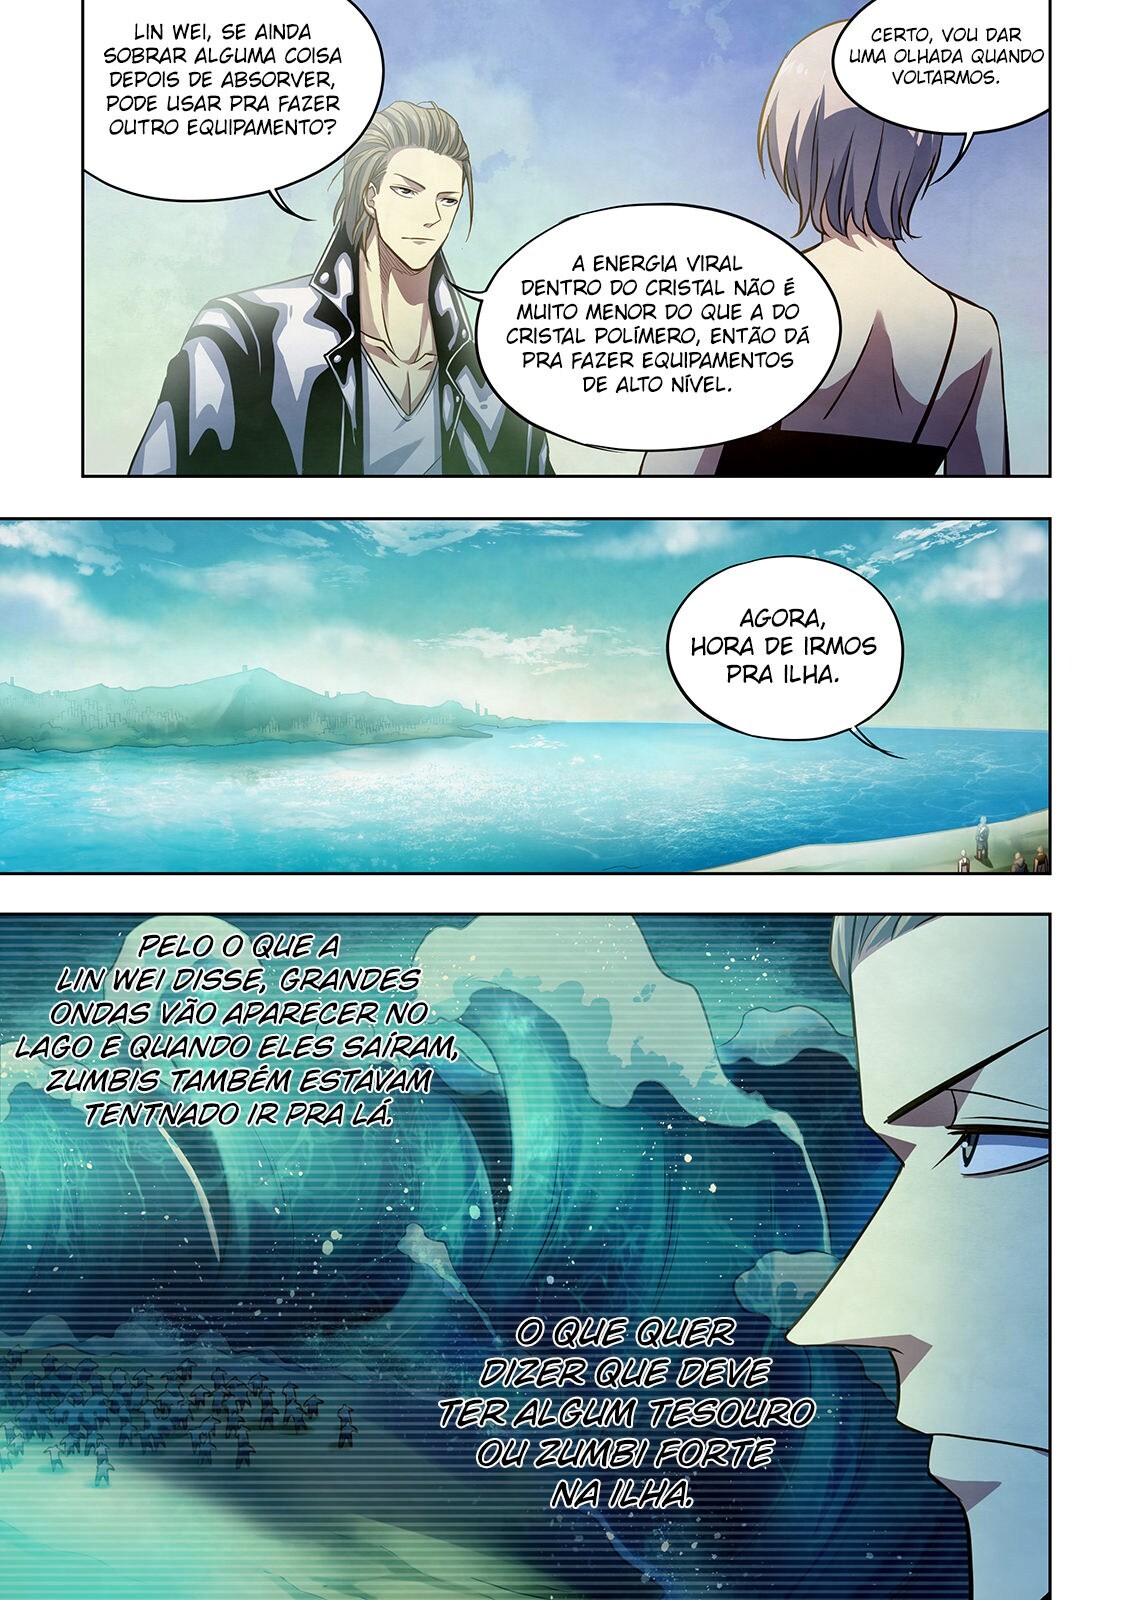 LIN WEI, SE AINDA
SOBRAR ALGUMA COISA
DEPOIS DE ABSORVER,
PODE USAR PRA FAZER
OUTRO EQUIPAMENTO?
CERTO, VOU DAR
UMA OLHADA QUANDO
VOLTARMOS.
A ENERGIA VIRAL
DENTRO DO CRISTAL NÃO É
MUITO MENOR DO QUE A DO
CRISTAL POLÍMERO, ENTÃO DÁ
PRA FAZER EQUIPAMENTOS
DE ALTO NÍVEL.
AGORA,
HORA DE IRMOS
PRA ILHA.
PELO O QUE A
LIN WEI DISSE, GRANDES
ONDAS VÃO APARECER NO
LAGO E QUANDO ELES SAÍRAM,
ZUMBIS TAMBÉM ESTAVAM
TENTNADO IR PRA LÁ.
O QUE QUER
DIZER QUE DEVE
TER ALGUM TESOURO
OU ZUMBI FORTE
NA ILHA.